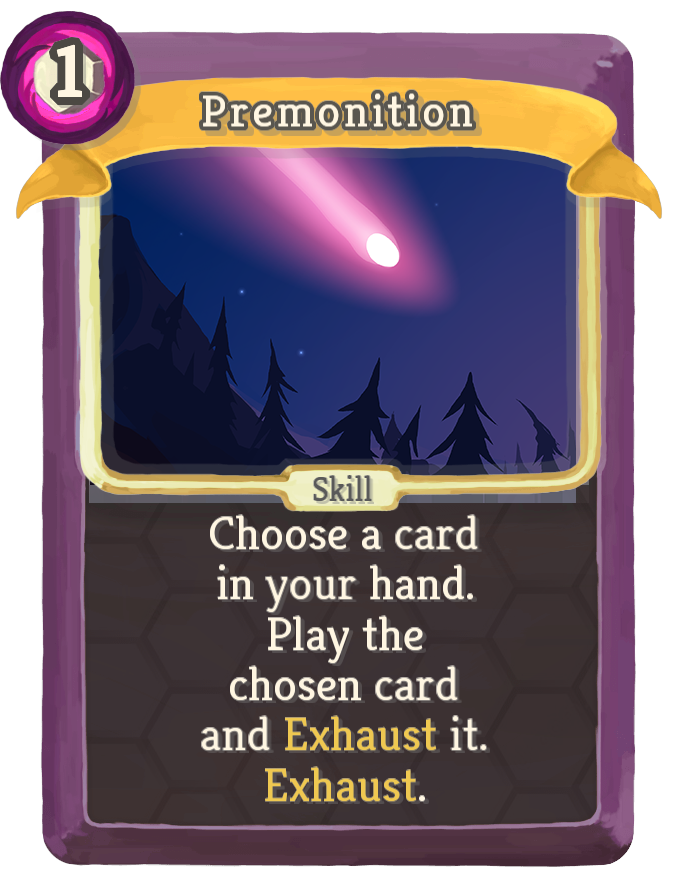 1
Premonition
Skill
Choose a card
in your hand.
Play the
chosen card
and Exhaust it.
Exhaust.